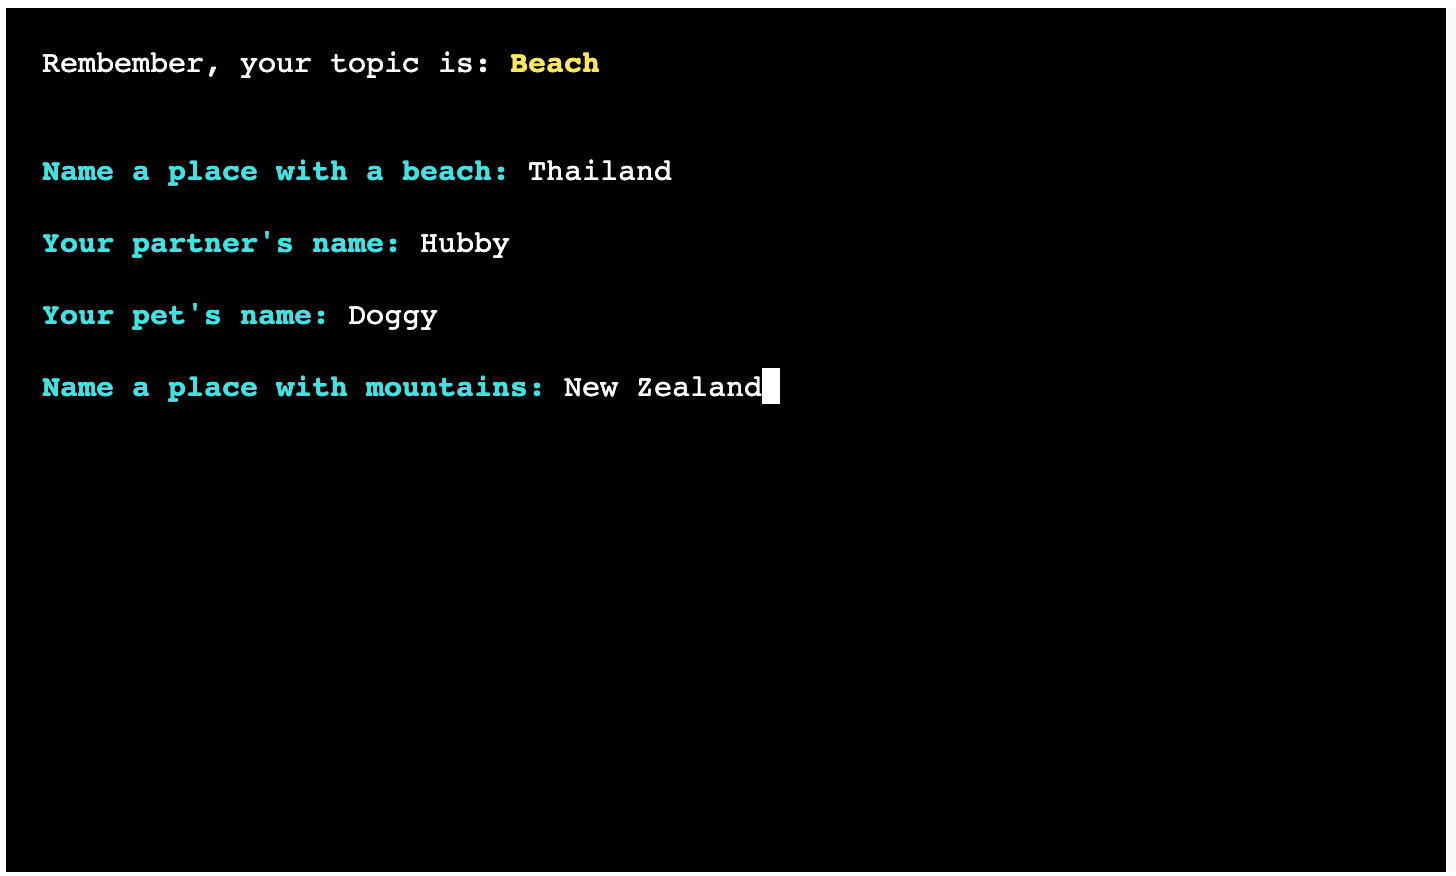 Rembember, your topic is: Beach
Name a place with a beach: Thailand
Your partner's name: Hubby
Your pet's name: Doggy
Name a place with mountains: New Zealand